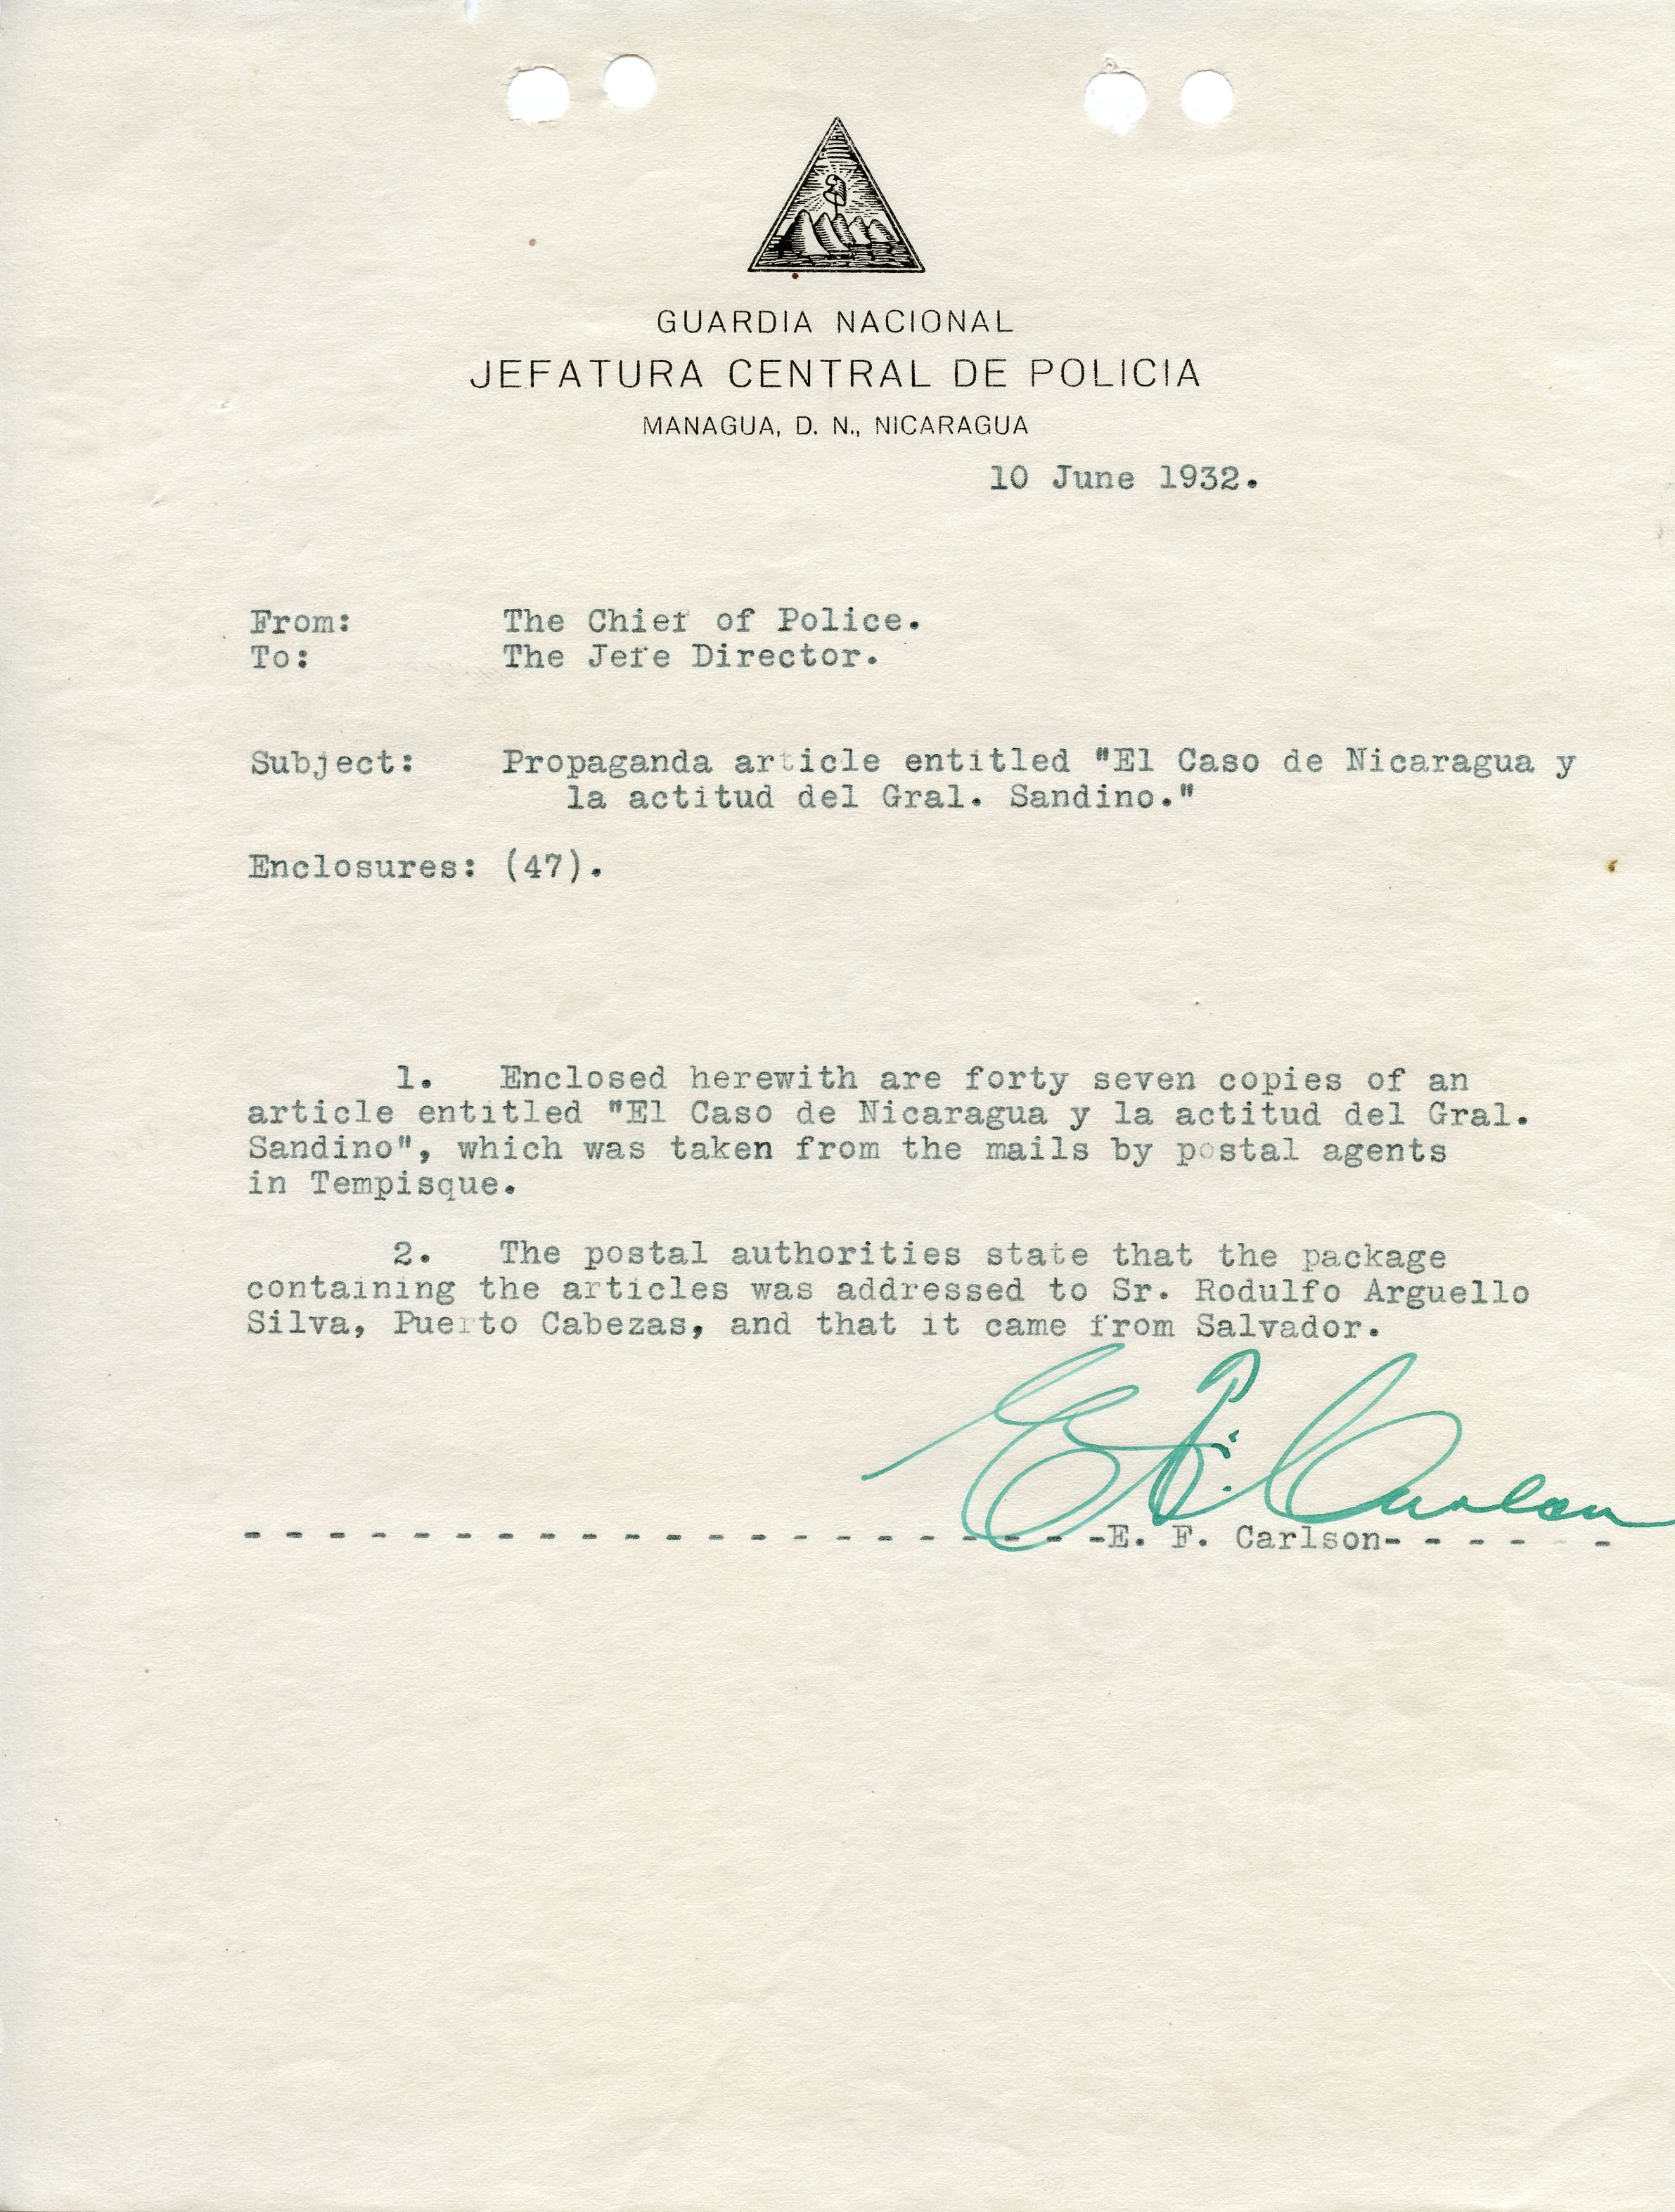 GUARDIA NACIONAL
JEFATURA CENTRAL DE POLICIA
MANAGUA, D. N., NICARAGUA
10 June 1932.
From: The Chief of Police.
To: The Jefe Director.
Subject: Propaganda article entitled "El Caso de Nicaragua y
la actitud del Gral. Sandino."
Enclosures: (47).
1. Enclosed herewith are forty seven copies of an
article entitled "El Caso de Nicaragua y la actitud del Gral.
Sandino", which was taken from the mails by postal agents
in Tempisque.
2. The postal authorities state that the package
containing the articles was addressed to Sr. Rodulfo Arguello
Silva, Puerto Cabezas, and that it came from Salvador.
E. F. Carlson
- - - - - - - - - - - - - - - - - - - - -E. F. Carlson- - - - - -